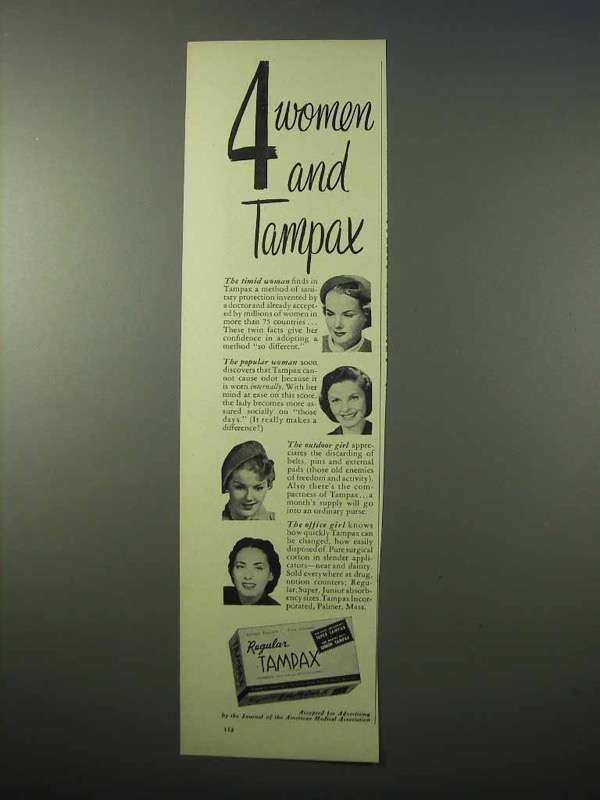 4 women
and
Tampax
The timid woman finds in
Tampax a method of sani-
tary protection invented by
a doctor and already accept-
ed by millions of women in
more than 75 countries...
These twin facts give her
confidence in adopting a
method "so different."
The popular woman soon
discovers that Tampax can-
not cause odor because it
is worn internally. With her
mind at ease on this score,
the lady becomes more as-
sured socially on "those
days." (It really makes a
difference!)
The outdoor girl appre-
ciates the discarding of
belts, pins and external
pads (those old enemies
of freedom and activity).
Also there's the com-
pactness of Tampax...a
month's supply will go
into an ordinary purse.
The office girl knows
how quickly Tampax can
be changed, how easily
disposed of. Pure surgical
cotton in slender appli-
cators—neat and dainty.
Sold everywhere at drug,
notion counters: Regu-
lar, Super, Junior absorb-
ency sizes. Tampax Incor-
porated, Palmer, Mass.
Regular
TAMPAX
SUPER TAMPAX
JUNIOR TAMPAX
Accepted for Advertising
by the Journal of the American Medical Association